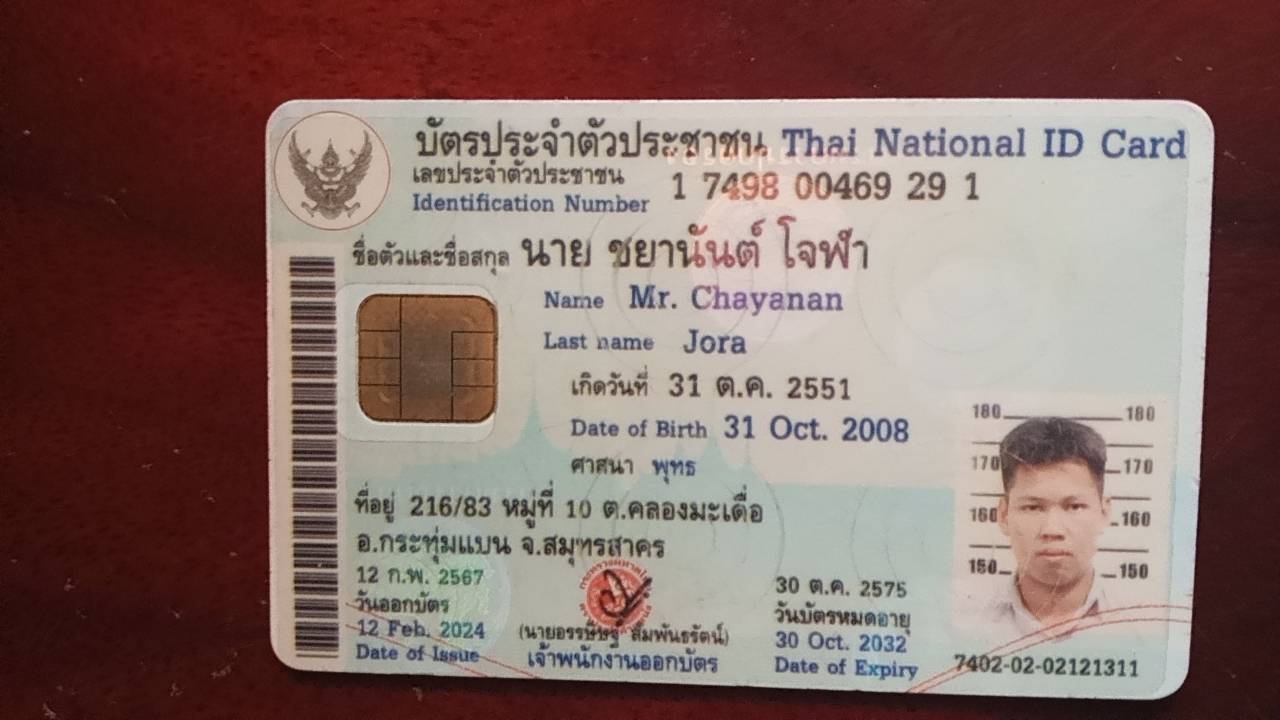 บัตรประจำตัวประชาชน Thai National ID Card
เลขประจำตัวประชาชน
Identification Number 1 7498 00469 29 1
ชื่อตัวและชื่อสกุล นาย ชยานันต์ โจฬา
Name Mr. Chayanan
Last name Jora
เกิดวันที่ 31 ต.ค. 2551
Date of Birth 31 Oct. 2008
ศาสนา พุทธ
ที่อยู่ 216/83 หมู่ที่ 10 ต.คลองมะเดื่อ
อ.กระทุ่มแบน จ.สมุทรสาคร
12 ก.พ. 2567
วันออกบัตร
12 Feb. 2024
Date of Issue
เจ้าพนักงานออกบัตร
30 ต.ค. 2575
วันบัตรหมดอายุ
30 Oct. 2032
Date of Expiry
180 180
170 170
160 160
150 150
7402-02-02121311